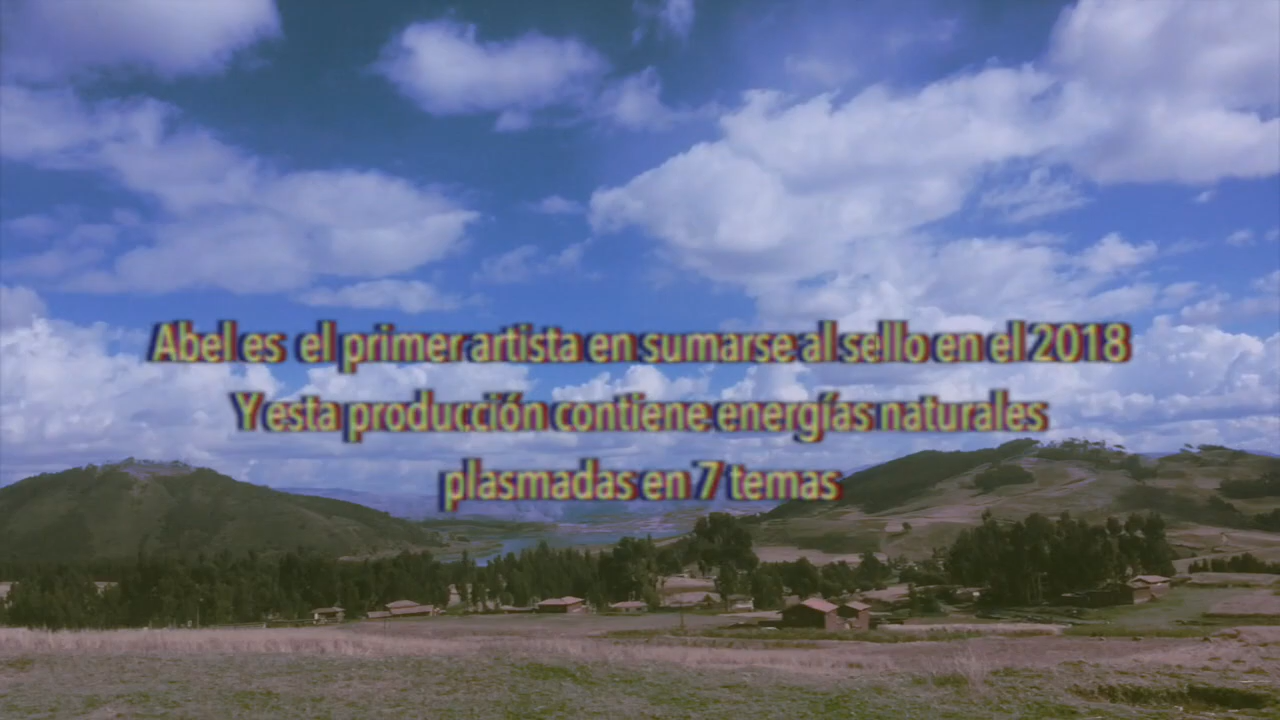 Abel es el primer artista en sumarse al sello en el 2018
Y esta producción contiene energías naturales
plasmadas en 7 temas